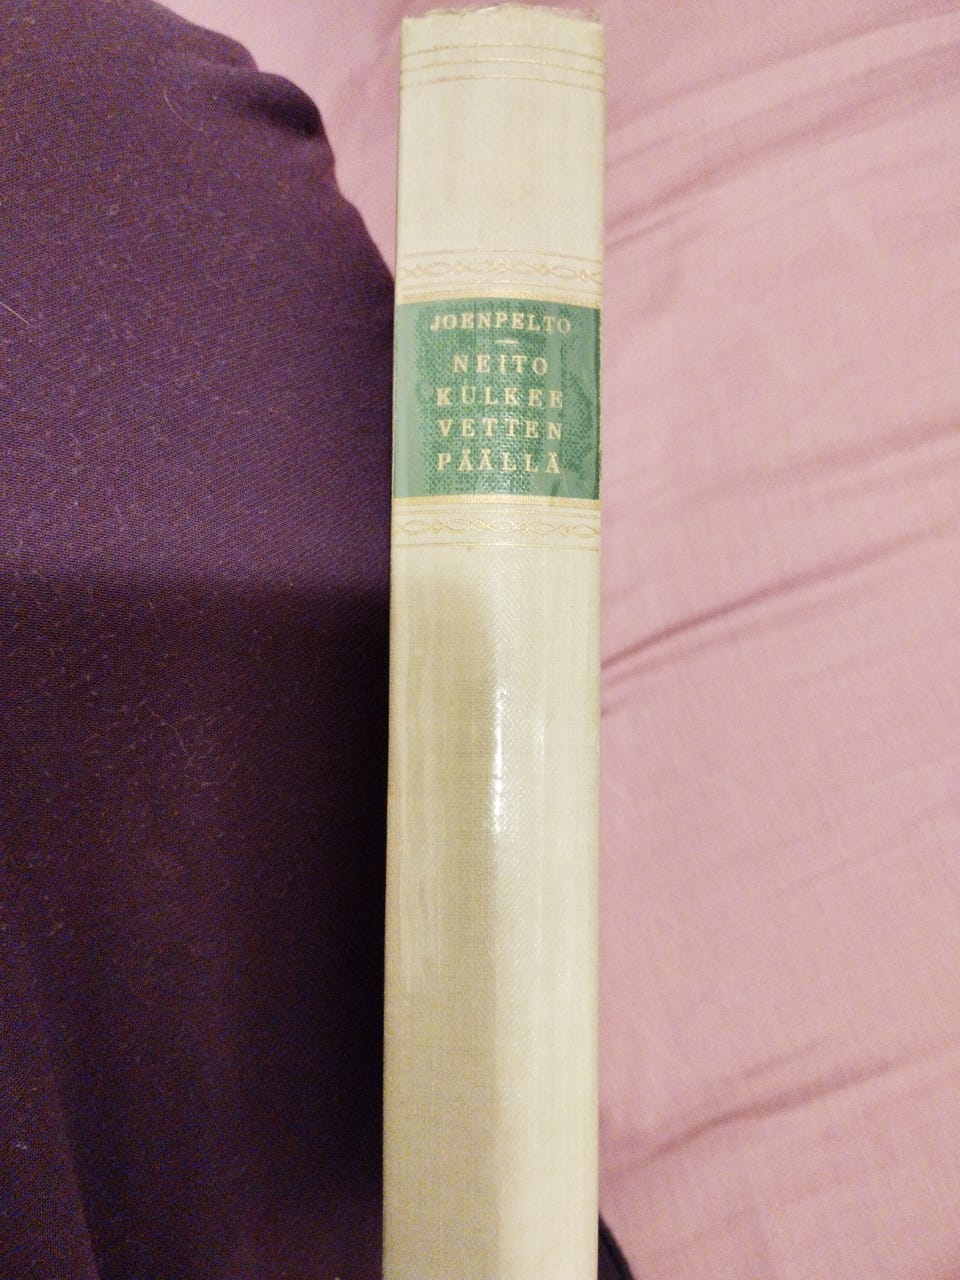 JOENPELTO
NEITO
KULKEE
VETTEN
PÄÄLLÄ